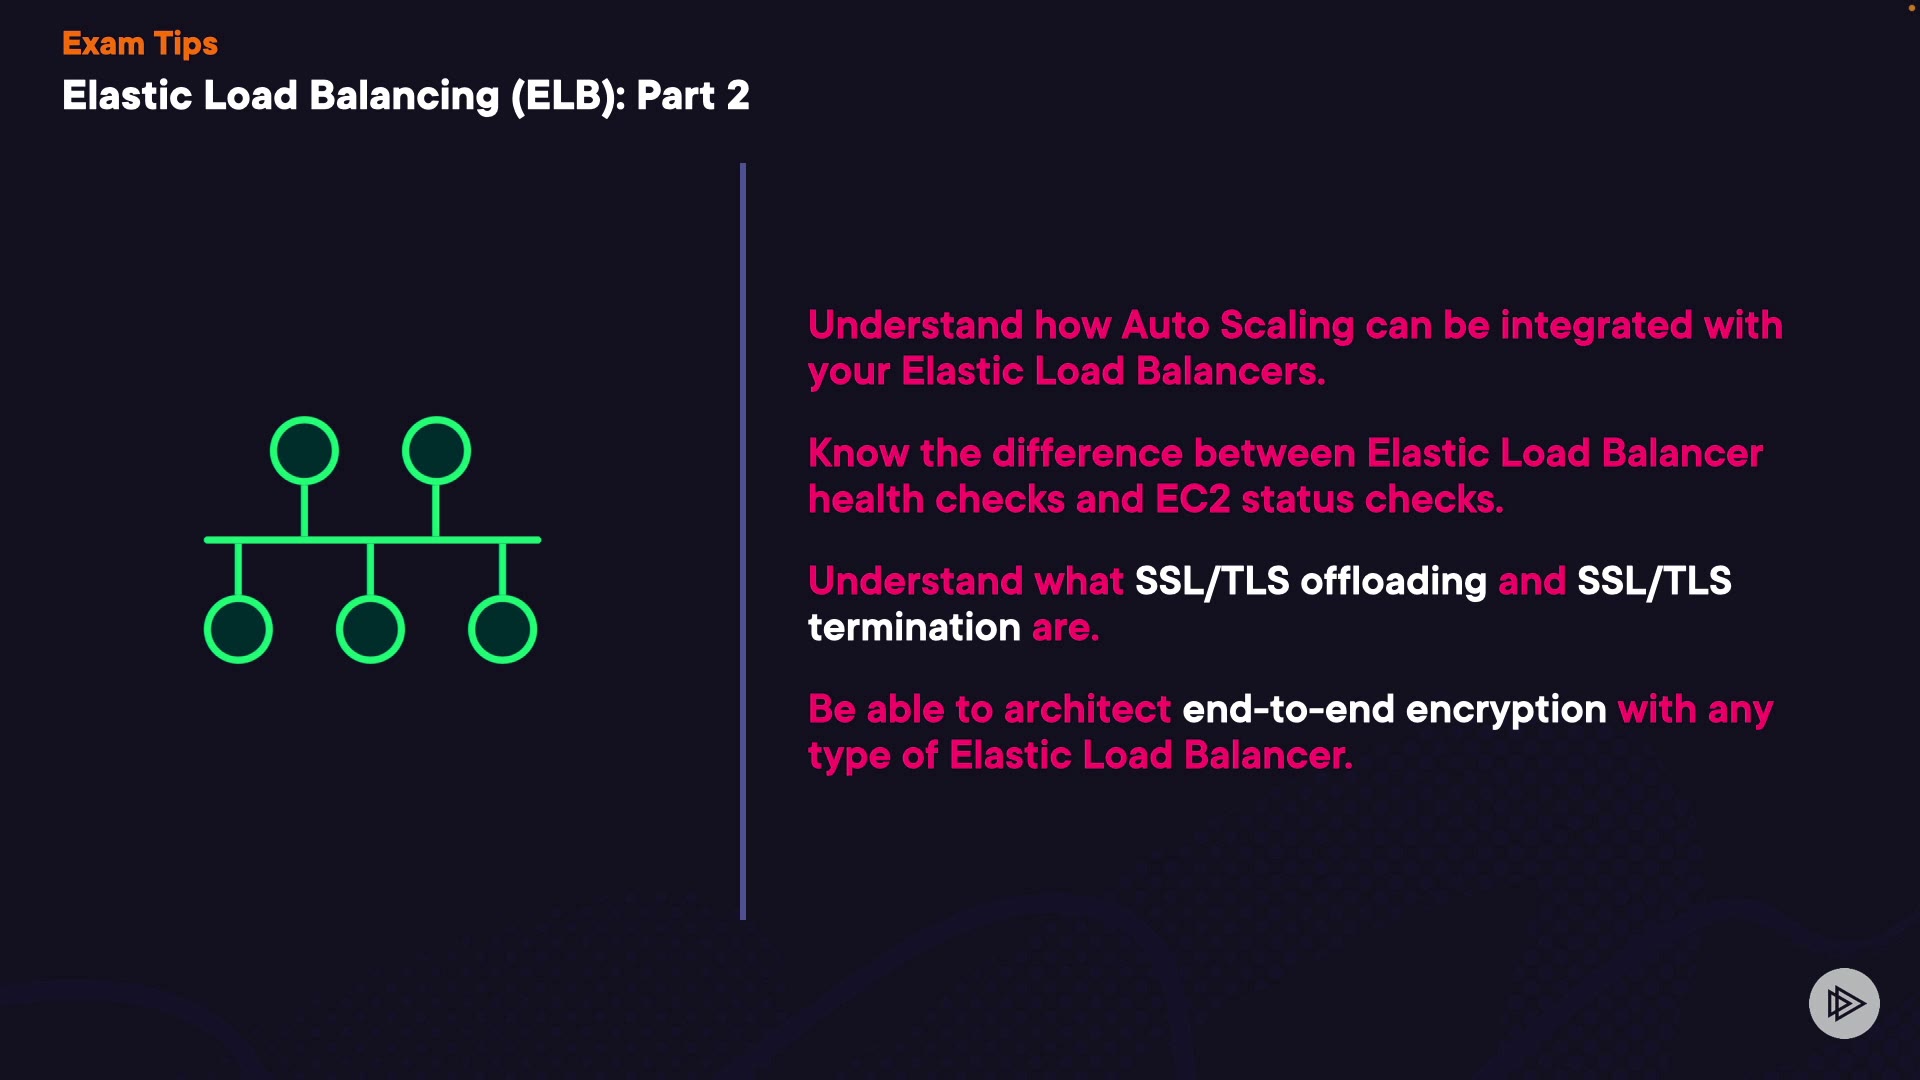 Exam Tips
Elastic Load Balancing (ELB): Part 2
Understand how Auto Scaling can be integrated with
your Elastic Load Balancers.
Know the difference between Elastic Load Balancer
health checks and EC2 status checks.
Understand what SSL/TLS offloading and SSL/TLS
termination are.
Be able to architect end-to-end encryption with any
type of Elastic Load Balancer.